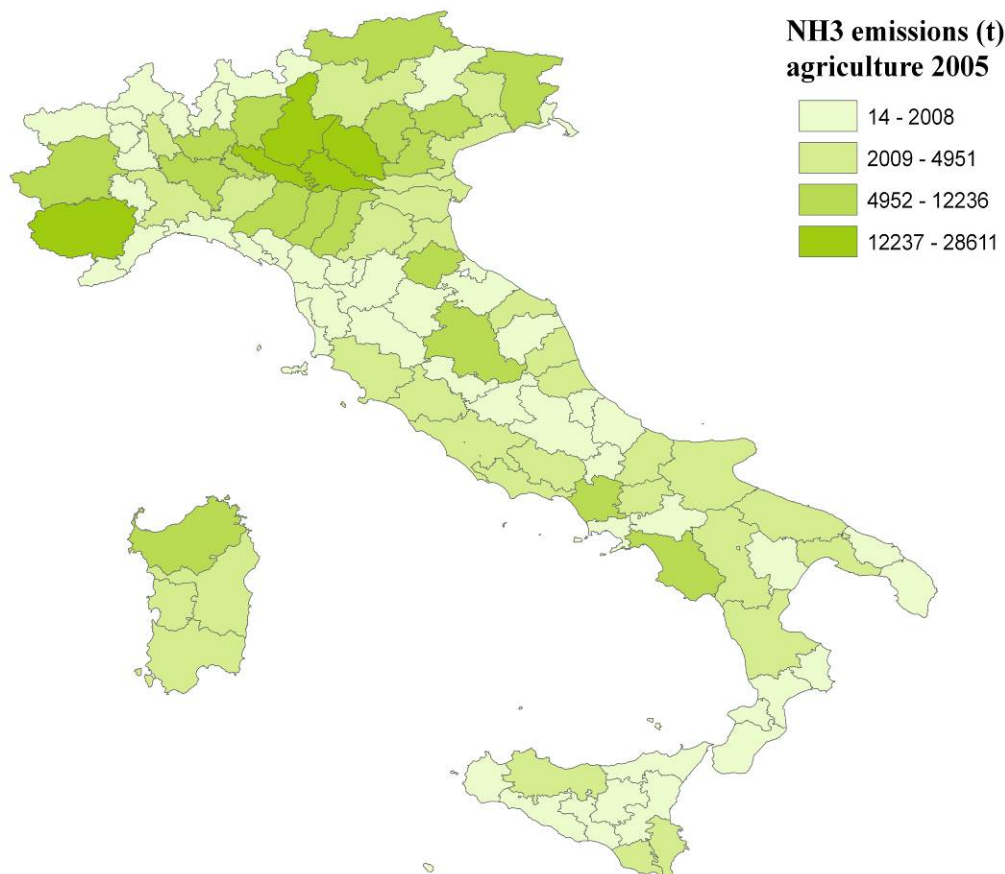 NH3 emissions (t)
agriculture 2005
14 - 2008
2009 - 4951
4952 - 12236
12237 - 28611